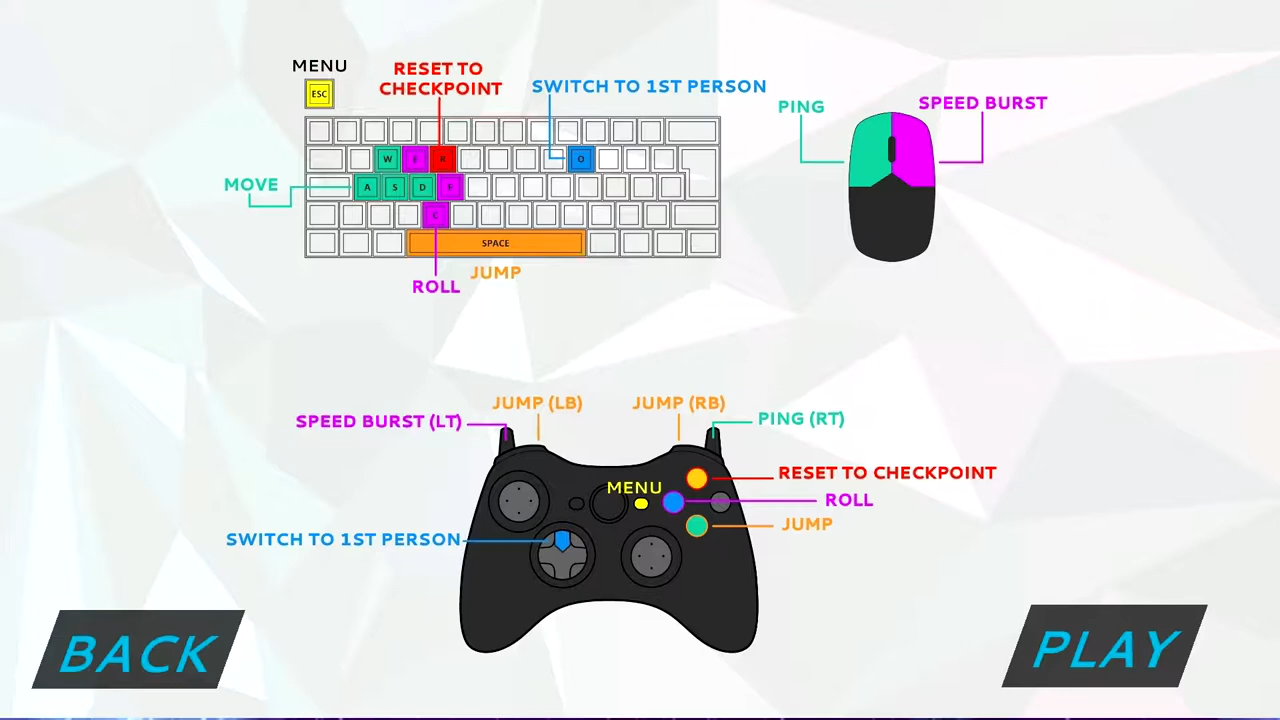 MENU
ESC
RESET TO
CHECKPOINT
SWITCH TO 1ST PERSON
PING
SPEED BURST
W E R O
MOVE
A S D F
C
SPACE
JUMP
ROLL
JUMP (LB)
JUMP (RB)
SPEED BURST (LT)
PING (RT)
RESET TO CHECKPOINT
MENU
ROLL
JUMP
SWITCH TO 1ST PERSON
BACK
PLAY